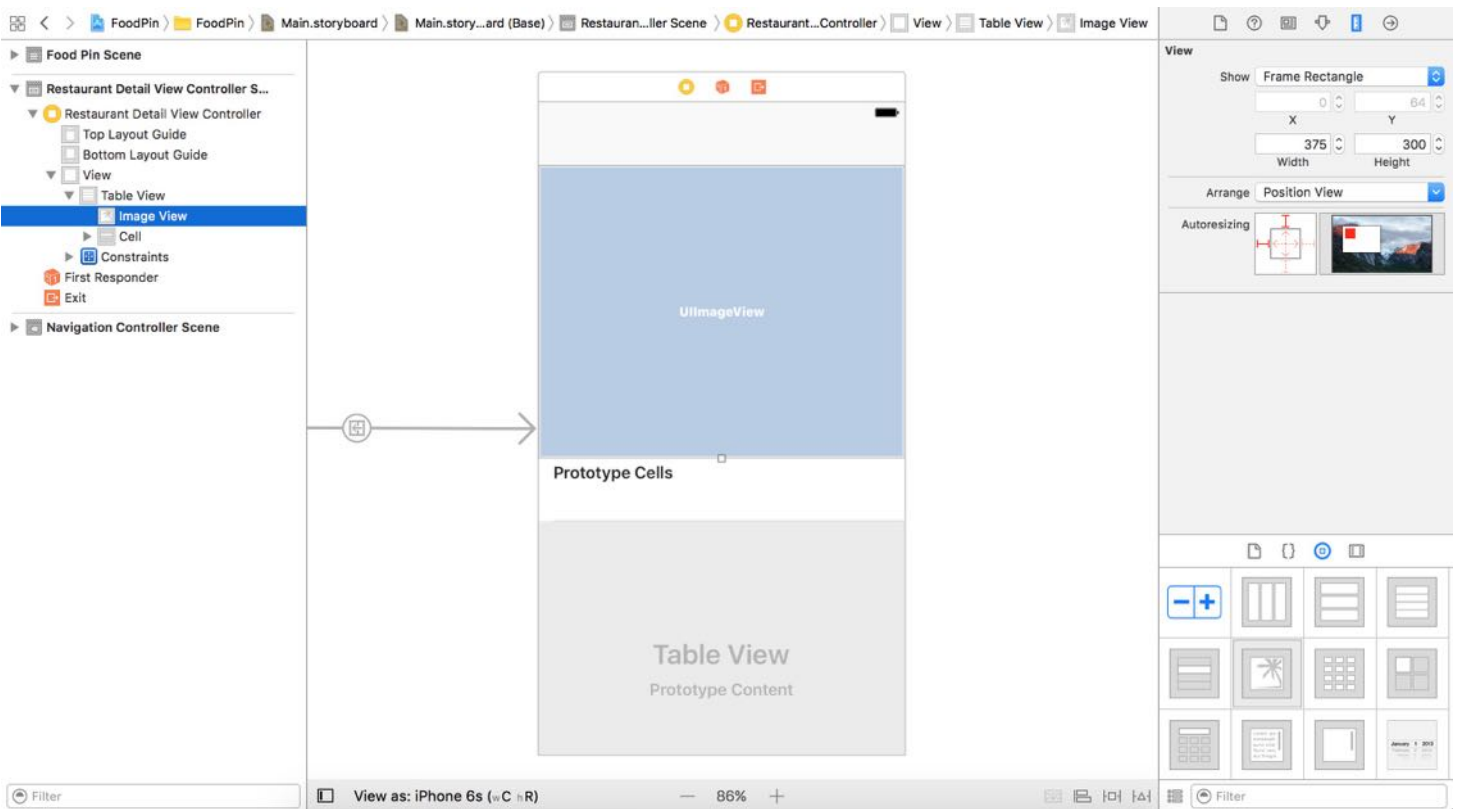 FoodPin FoodPin Main.storyboard Main.story...ard (Base) Restauran...ller Scene Restaurant...Controller View Table View Image View
Food Pin Scene
Restaurant Detail View Controller S...
Restaurant Detail View Controller
Top Layout Guide
Bottom Layout Guide
View
Table View
Image View
Cell
Constraints
First Responder
Exit
Navigation Controller Scene
Filter
UIImageView
Prototype Cells
Table View
Prototype Content
View as: iPhone 6s (wC hR)
86%
View
Show Frame Rectangle
0 64
X Y
375 300
Width Height
Arrange Position View
Autoresizing
Filter